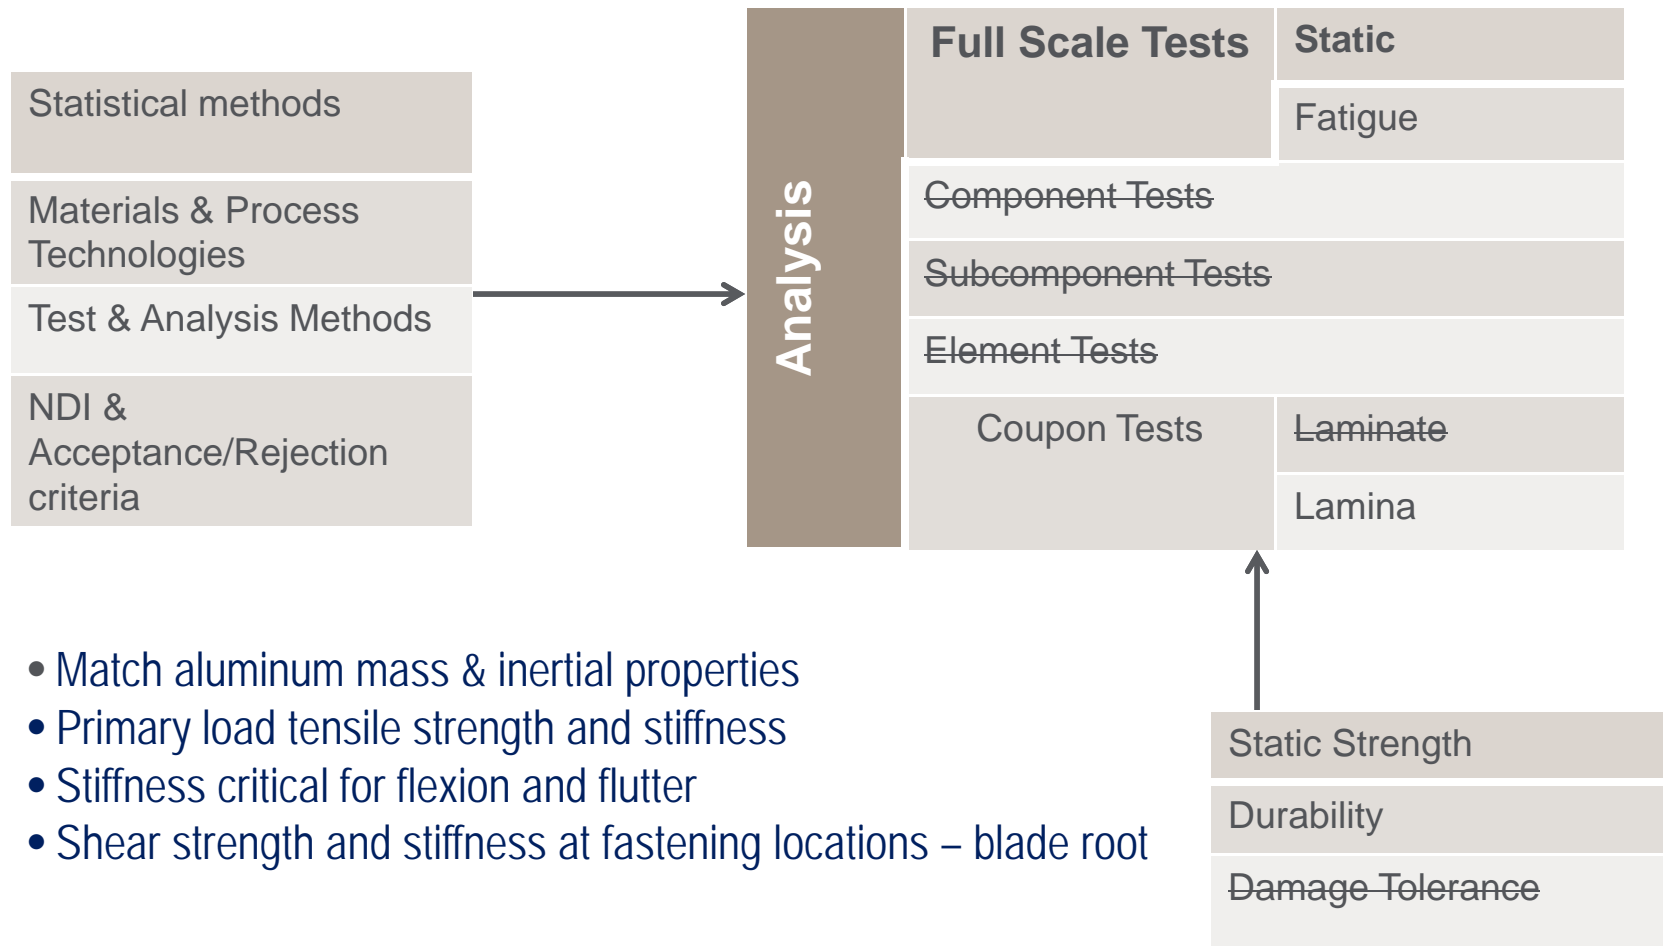 Statistical methods
Materials & Process
Technologies
Test & Analysis Methods
NDI &
Acceptance/Rejection
criteria
Analysis
Full Scale Tests
Static
Fatigue
Component Tests
Subcomponent Tests
Element Tests
Coupon Tests
Laminate
Lamina
• Match aluminum mass & inertial properties
• Primary load tensile strength and stiffness
• Stiffness critical for flexion and flutter
• Shear strength and stiffness at fastening locations – blade root
Static Strength
Durability
Damage Tolerance